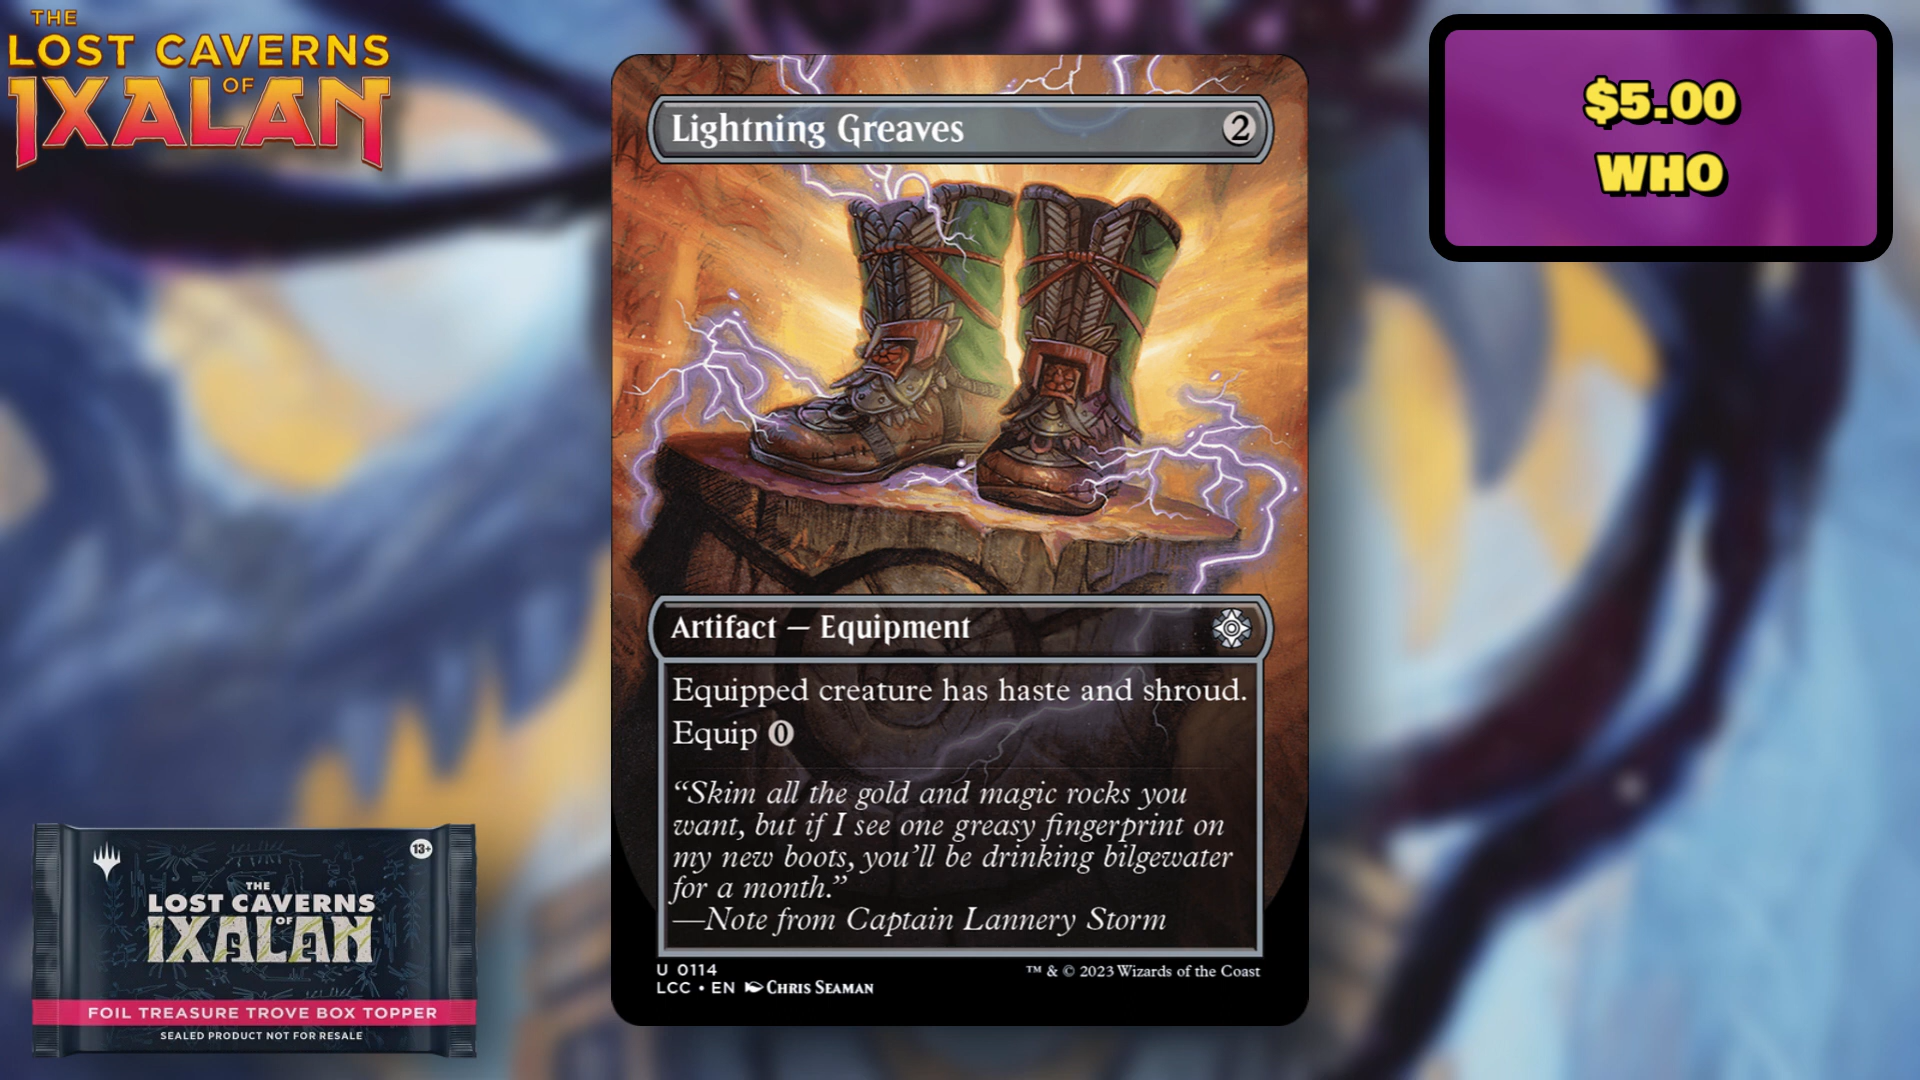 THE
LOST CAVERNS
OF
IXALAN
$5.00
WHO
Lightning Greaves 2
Artifact — Equipment
Equipped creature has haste and shroud.
Equip 0
“Skim all the gold and magic rocks you
want, but if I see one greasy fingerprint on
my new boots, you’ll be drinking bilgewater
for a month.”
—Note from Captain Lannery Storm
U 0114
LCC • EN Chris Seaman
™ & © 2023 Wizards of the Coast
13+
THE
LOST CAVERNS
OF
IXALAN
FOIL TREASURE TROVE BOX TOPPER
SEALED PRODUCT NOT FOR RESALE